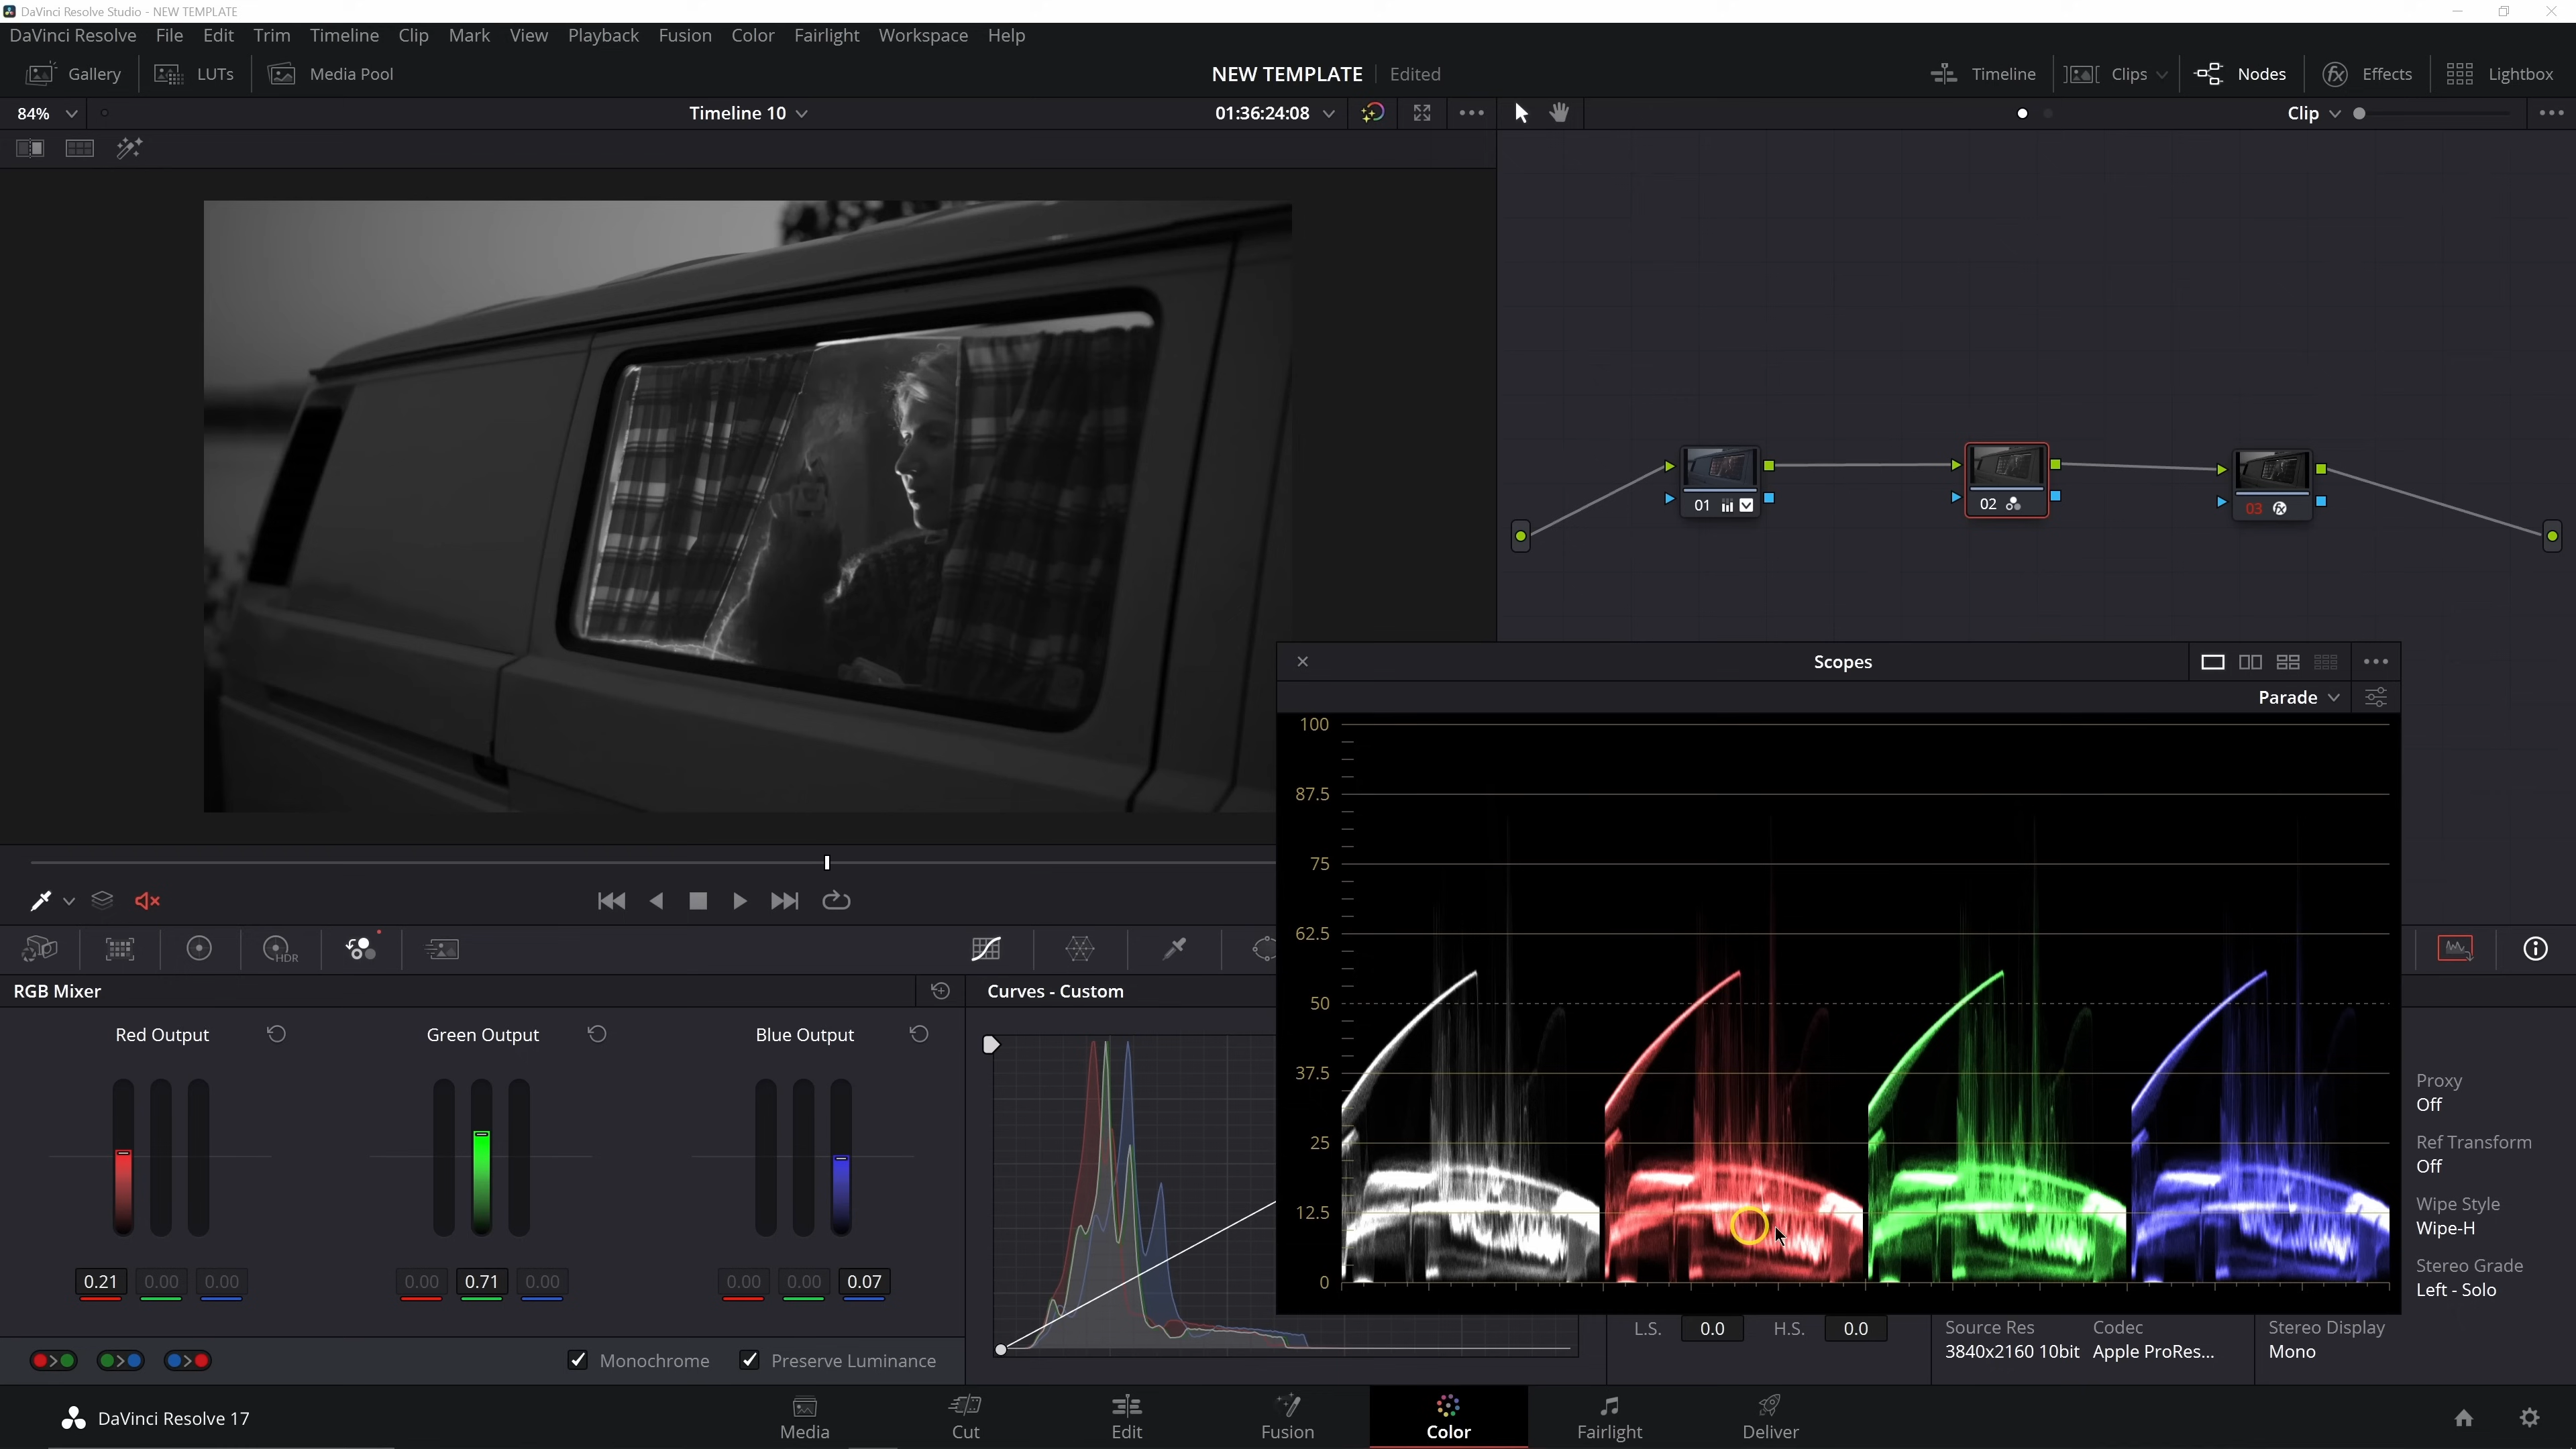 DaVinci Resolve Studio - NEW TEMPLATE
DaVinci Resolve File Edit Trim Timeline Clip Mark View Playback Fusion Color Fairlight Workspace Help
Gallery LUTs Media Pool NEW TEMPLATE Edited Timeline Clips Nodes fx Effects Lightbox
84% Timeline 10 01:36:24:08 Clip
01 02 03 fx
Scopes
Parade
100
87.5
75
62.5
50
37.5
25
12.5
0
HDR
RGB Mixer Curves - Custom
Red Output Green Output Blue Output
0.21 0.00 0.00 0.00 0.71 0.00 0.00 0.00 0.07
Monochrome Preserve Luminance
Proxy
Off
Ref Transform
Off
Wipe Style
Wipe-H
Stereo Grade
Left - Solo
L.S. 0.0 H.S. 0.0
Source Res Codec Stereo Display
3840x2160 10bit Apple ProRes... Mono
DaVinci Resolve 17 Media Cut Edit Fusion Color Fairlight Deliver